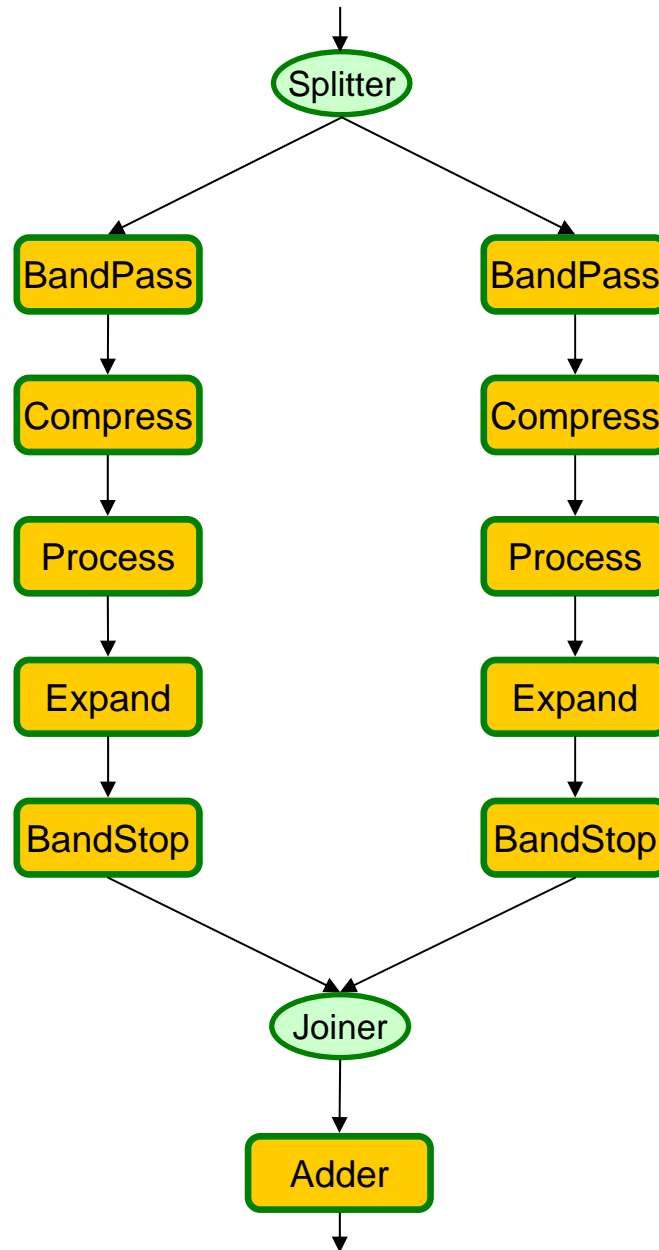 Splitter
BandPass
BandPass
Compress
Compress
Process
Process
Expand
Expand
BandStop
BandStop
Joiner
Adder